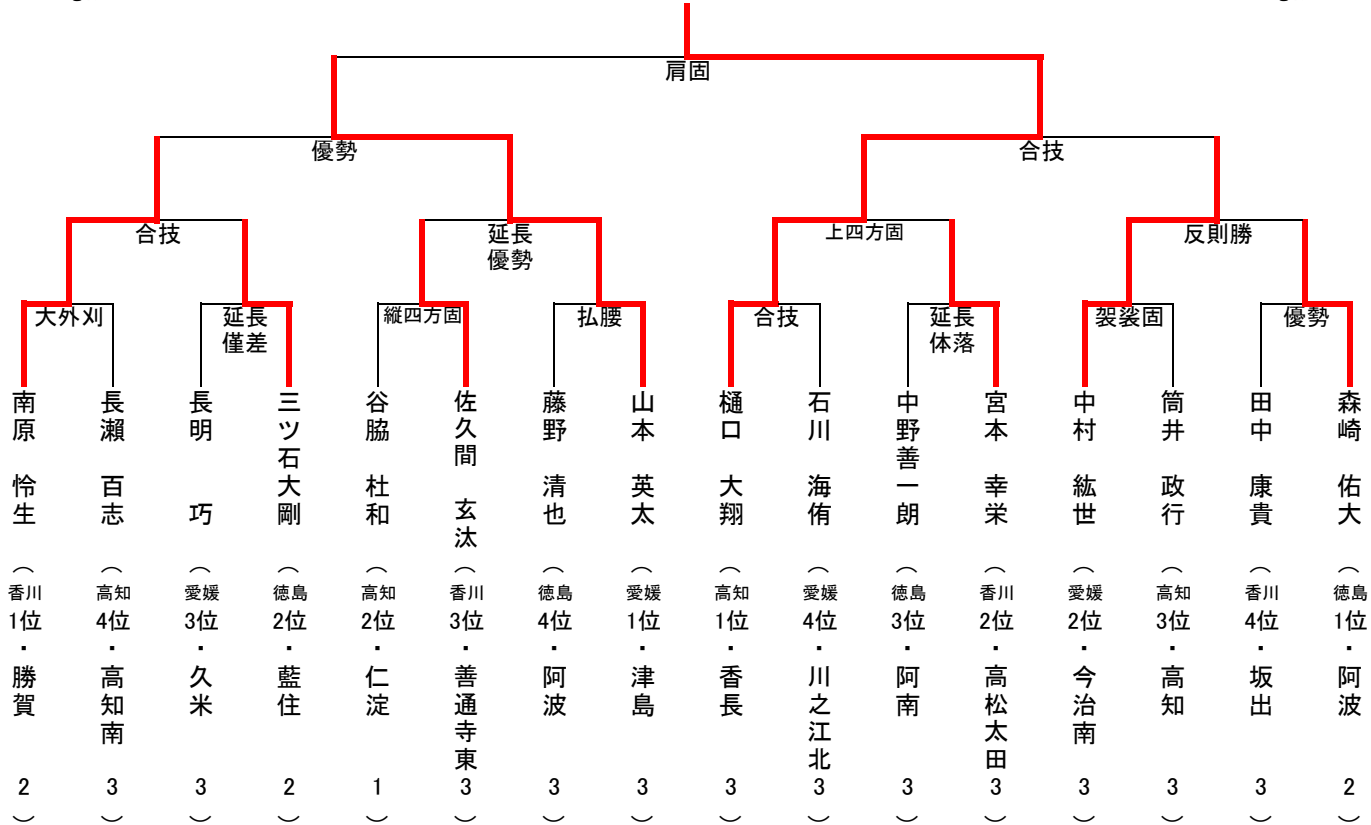 肩固
優勢
合技
合技
延長
優勢
上四方固
反則勝
大外刈
延長
僅差
縦四方固
払腰
合技
延長
体落
袈裟固
優勢
南原 怜生 （香川1位・勝賀 2）
長瀨 百志 （高知4位・高知南 3）
長明 巧 （愛媛3位・久米 3）
三ツ石大剛 （徳島2位・藍住 2）
谷脇 杜和 （高知2位・仁淀 1）
佐久間 玄汰 （香川3位・善通寺東 3）
藤野 清也 （徳島4位・阿波 3）
山本 英太 （愛媛1位・津島 3）
樋口 大翔 （高知1位・香長 3）
石川 海侑 （愛媛4位・川之江北 3）
中野善一朗 （徳島3位・阿南 3）
宮本 幸栄 （香川2位・高松太田 3）
中村 紘世 （愛媛2位・今治南 3）
筒井 政行 （高知3位・高知 3）
田中 康貴 （香川4位・坂出 3）
森崎 佑大 （徳島1位・阿波 2）